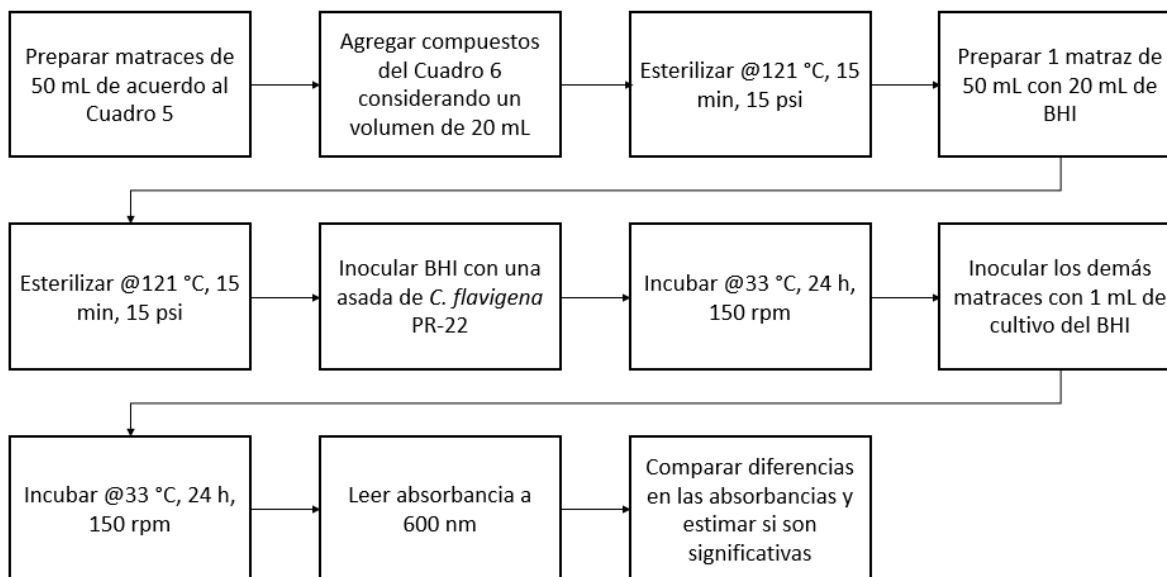 Preparar matraces de
50 mL de acuerdo al
Cuadro 5
Agregar compuestos
del Cuadro 6
considerando un
volumen de 20 mL
Esterilizar @121 °C, 15
min, 15 psi
Preparar 1 matraz de
50 mL con 20 mL de
BHI
Esterilizar @121 °C, 15
min, 15 psi
Inocular BHI con una
asada de C. flavigena
PR-22
Incubar @33 °C, 24 h,
150 rpm
Inocular los demás
matraces con 1 mL de
cultivo del BHI
Incubar @33 °C, 24 h,
150 rpm
Leer absorbancia a
600 nm
Comparar diferencias
en las absorbancias y
estimar si son
significativas